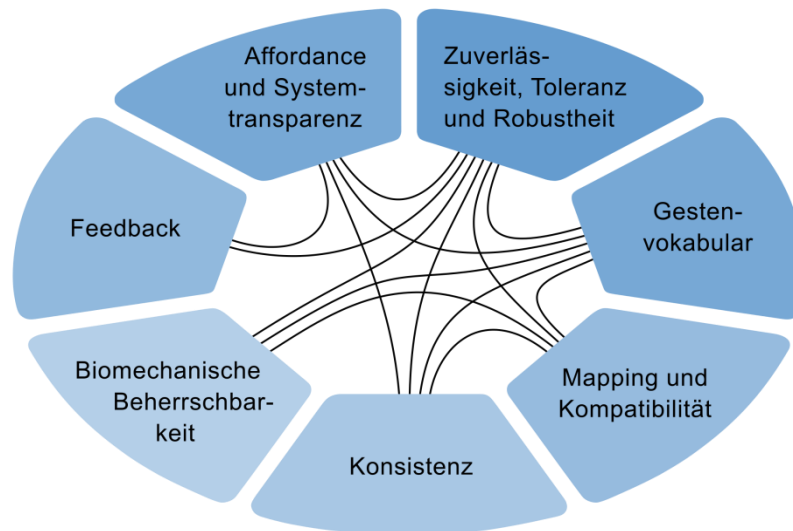 Affordance
und System-
transparenz
Zuverläs-
sigkeit, Toleranz
und Robustheit
Feedback
Gesten-
vokabular
Biomechanische
Beherrschbar-
keit
Mapping und
Kompatibilität
Konsistenz